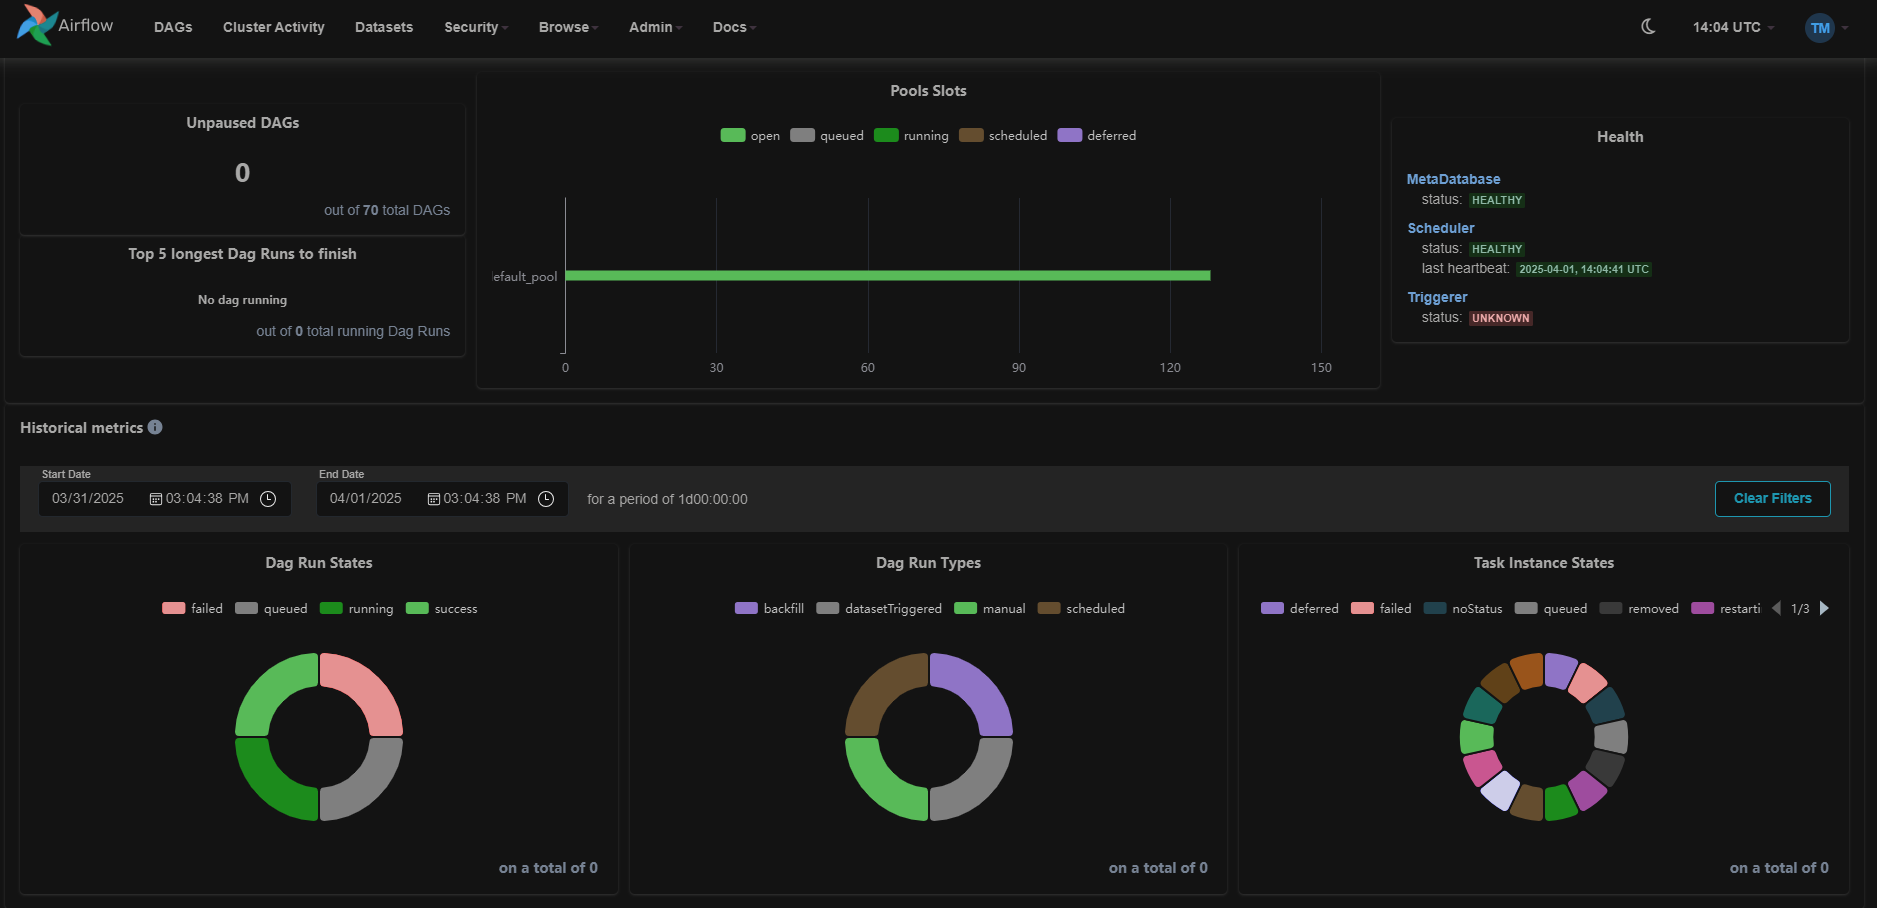 Airflow DAGs Cluster Activity Datasets Security Browse Admin Docs 14:04 UTC TM
Unpaused DAGs
0
out of 70 total DAGs
Top 5 longest Dag Runs to finish
No dag running
out of 0 total running Dag Runs
Pools Slots
open queued running scheduled deferred
efault_pool
0 30 60 90 120 150
Health
MetaDatabase
status: HEALTHY
Scheduler
status: HEALTHY
last heartbeat: 2025-04-01, 14:04:41 UTC
Triggerer
status: UNKNOWN
Historical metrics i
Start Date
03/31/2025 03:04:38 PM
End Date
04/01/2025 03:04:38 PM
for a period of 1d00:00:00
Clear Filters
Dag Run States
failed queued running success
on a total of 0
Dag Run Types
backfill datasetTriggered manual scheduled
on a total of 0
Task Instance States
deferred failed noStatus queued removed restarti 1/3
on a total of 0